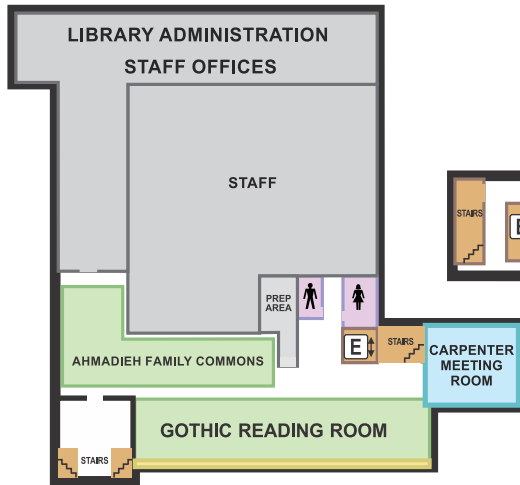 LIBRARY ADMINISTRATION
STAFF OFFICES
STAFF
STAIRS
E
PREP
AREA
E
STAIRS
CARPENTER
MEETING
ROOM
AHMADIEH FAMILY COMMONS
GOTHIC READING ROOM
STAIRS